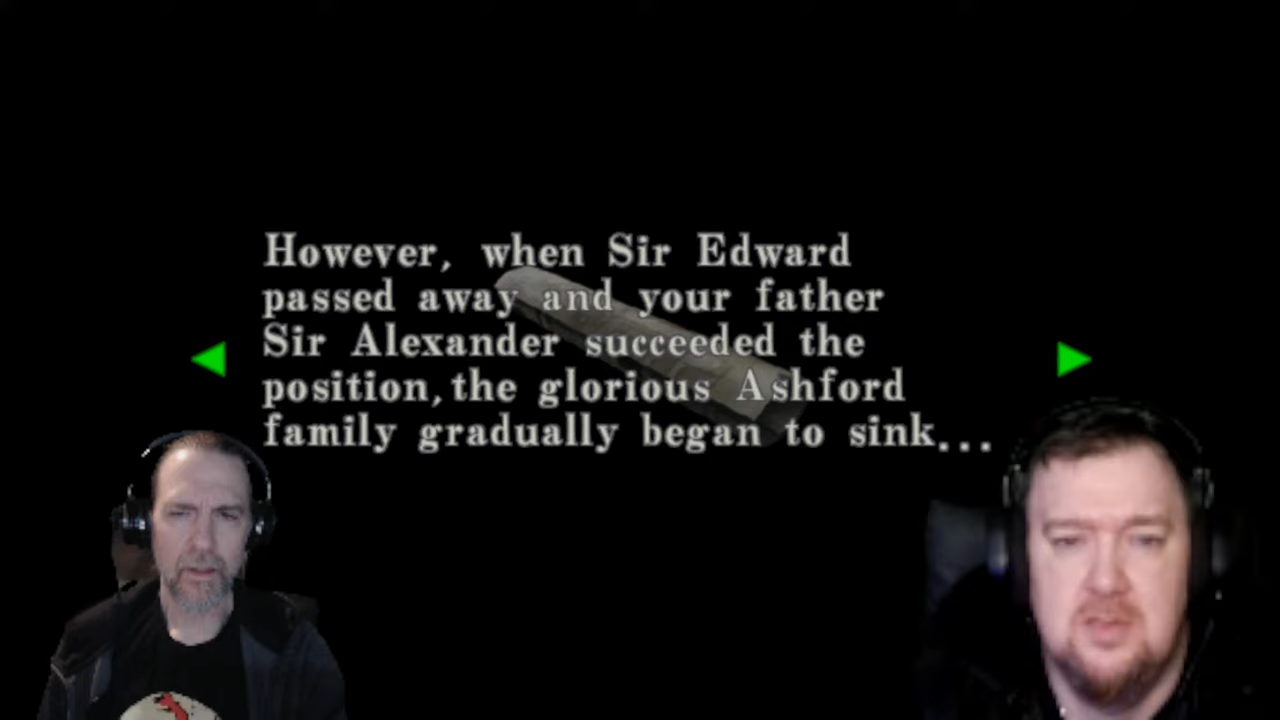 However, when Sir Edward
passed away and your father
Sir Alexander succeeded the
position,the glorious Ashford
family gradually began to sink...